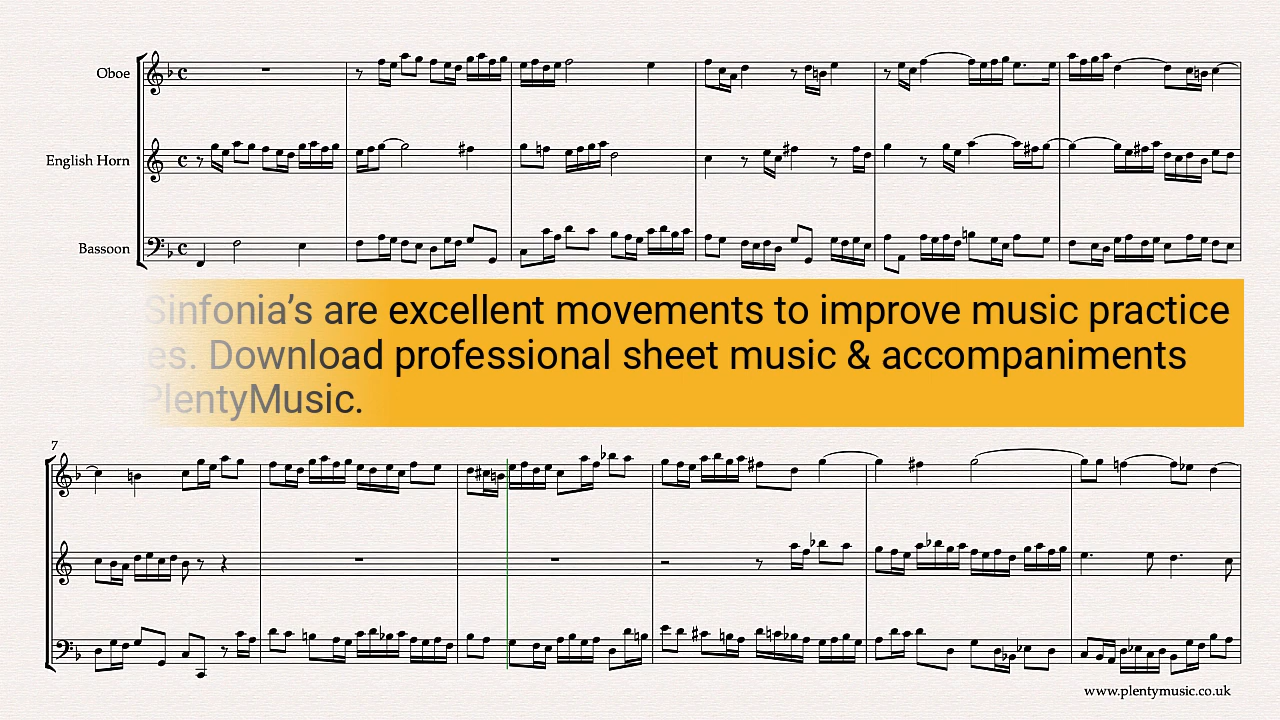 Oboe
English Horn
Bassoon
Sinfonia's are excellent movements to improve music practice
es. Download professional sheet music & accompaniments
PlentyMusic.
7
www.plentymusic.co.uk